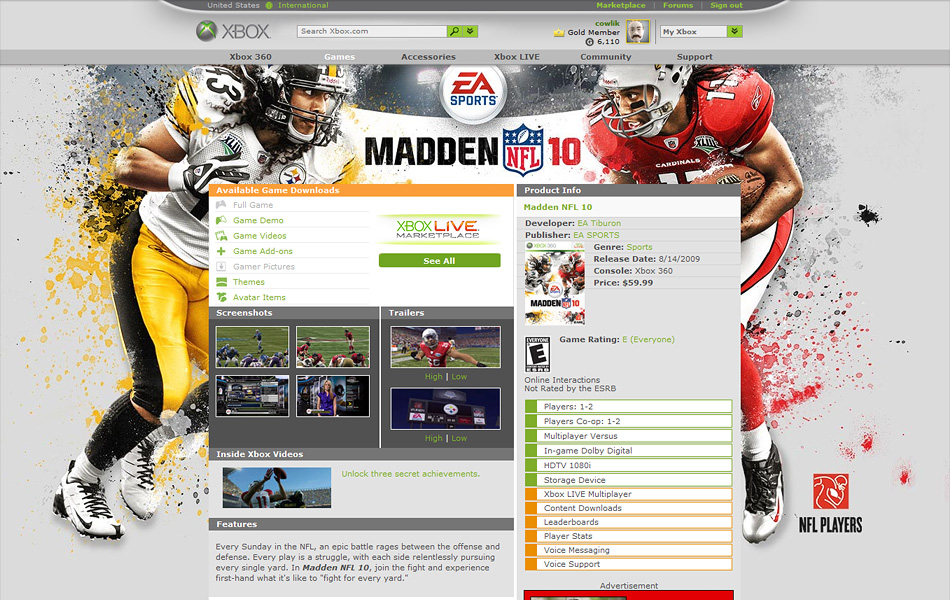 United States International
Marketplace | Forums | Sign out
XBOX
Search Xbox.com
cowlik
Gold Member
G 6,110
My Xbox
Xbox 360 Games Accessories Xbox LIVE Community Support
EA
SPORTS
MADDEN NFL 10
CARDINALS
Available Game Downloads
Full Game
Game Demo
Game Videos
Game Add-ons
Gamer Pictures
Themes
Avatar Items
XBOX LIVE
MARKETPLACE
See All
Screenshots
Trailers
High | Low
High | Low
Inside Xbox Videos
Unlock three secret achievements.
Features
Every Sunday in the NFL, an epic battle rages between the offense and
defense. Every play is a struggle, with each side relentlessly pursuing
every single yard. In Madden NFL 10, join the fight and experience
first-hand what it's like to "fight for every yard."
Product Info
Madden NFL 10
Developer: EA Tiburon
Publisher: EA SPORTS
XBOX 360
MADDEN NFL 10
Genre: Sports
Release Date: 8/14/2009
Console: Xbox 360
Price: $59.99
EVERYONE
E
Game Rating: E (Everyone)
Online Interactions
Not Rated by the ESRB
Players: 1-2
Players Co-op: 1-2
Multiplayer Versus
In-game Dolby Digital
HDTV 1080i
Storage Device
Xbox LIVE Multiplayer
Content Downloads
Leaderboards
Player Stats
Voice Messaging
Voice Support
Advertisement
NFL PLAYERS